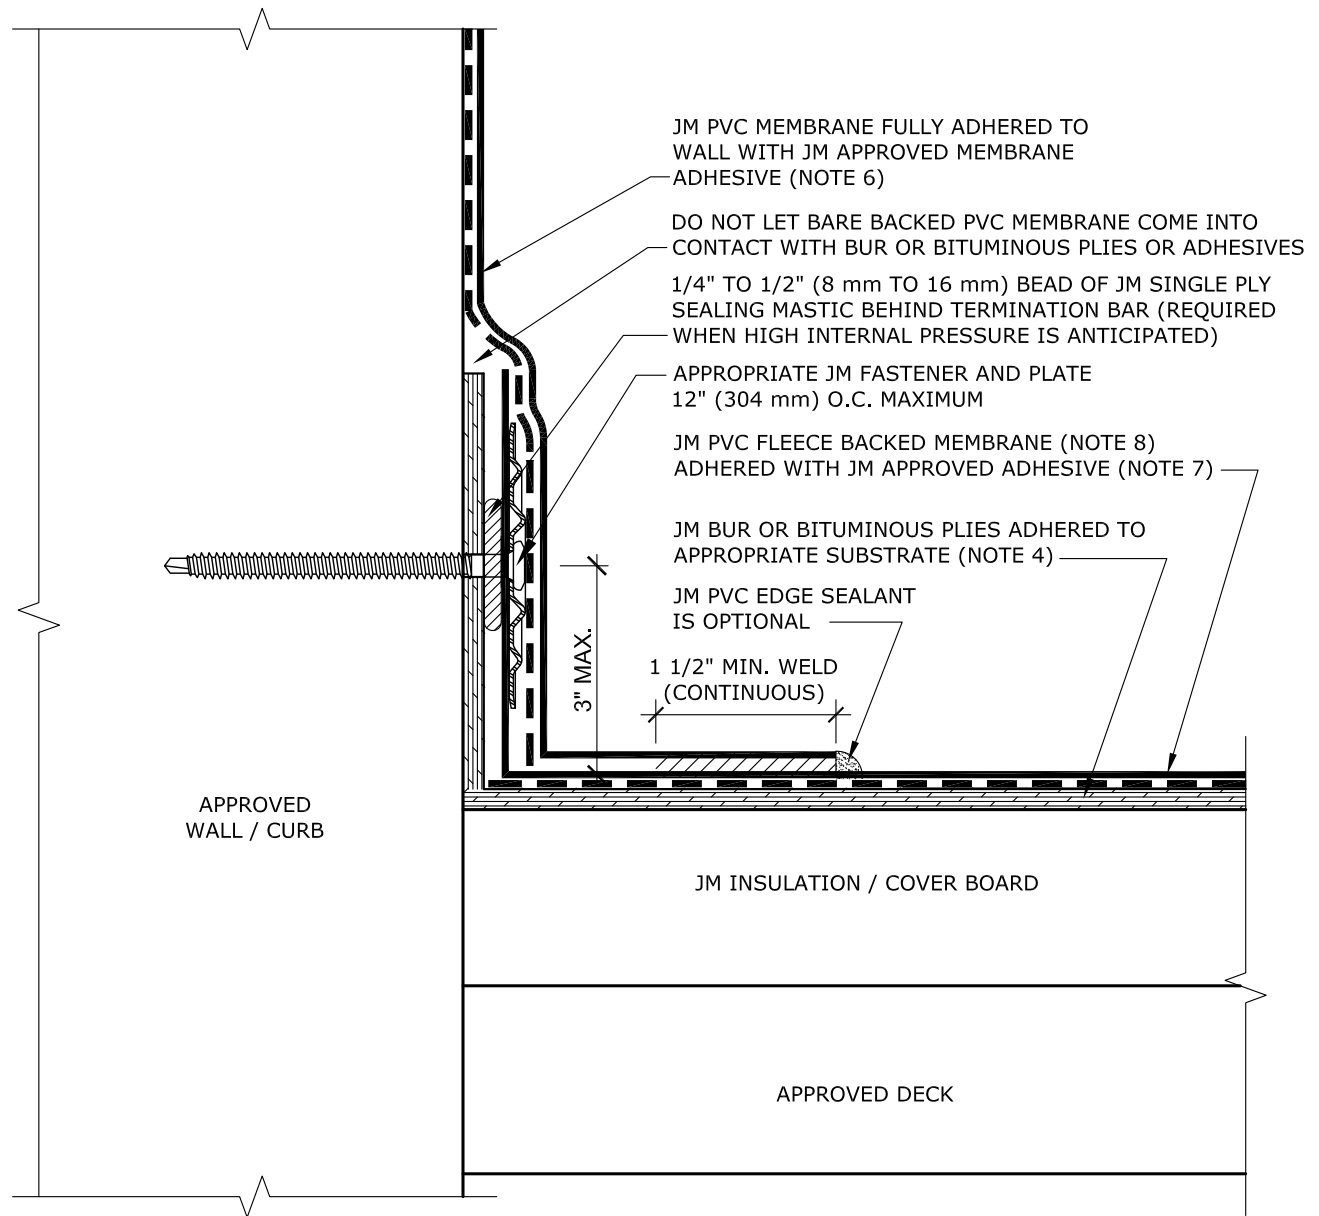 JM PVC MEMBRANE FULLY ADHERED TO
WALL WITH JM APPROVED MEMBRANE
ADHESIVE (NOTE 6)
DO NOT LET BARE BACKED PVC MEMBRANE COME INTO
CONTACT WITH BUR OR BITUMINOUS PLIES OR ADHESIVES
1/4" TO 1/2" (8 mm TO 16 mm) BEAD OF JM SINGLE PLY
SEALING MASTIC BEHIND TERMINATION BAR (REQUIRED
WHEN HIGH INTERNAL PRESSURE IS ANTICIPATED)
APPROPRIATE JM FASTENER AND PLATE
12" (304 mm) O.C. MAXIMUM
JM PVC FLEECE BACKED MEMBRANE (NOTE 8)
ADHERED WITH JM APPROVED ADHESIVE (NOTE 7)
JM BUR OR BITUMINOUS PLIES ADHERED TO
APPROPRIATE SUBSTRATE (NOTE 4)
JM PVC EDGE SEALANT
IS OPTIONAL
1 1/2" MIN. WELD
(CONTINUOUS)
3" MAX.
APPROVED
WALL / CURB
JM INSULATION / COVER BOARD
APPROVED DECK